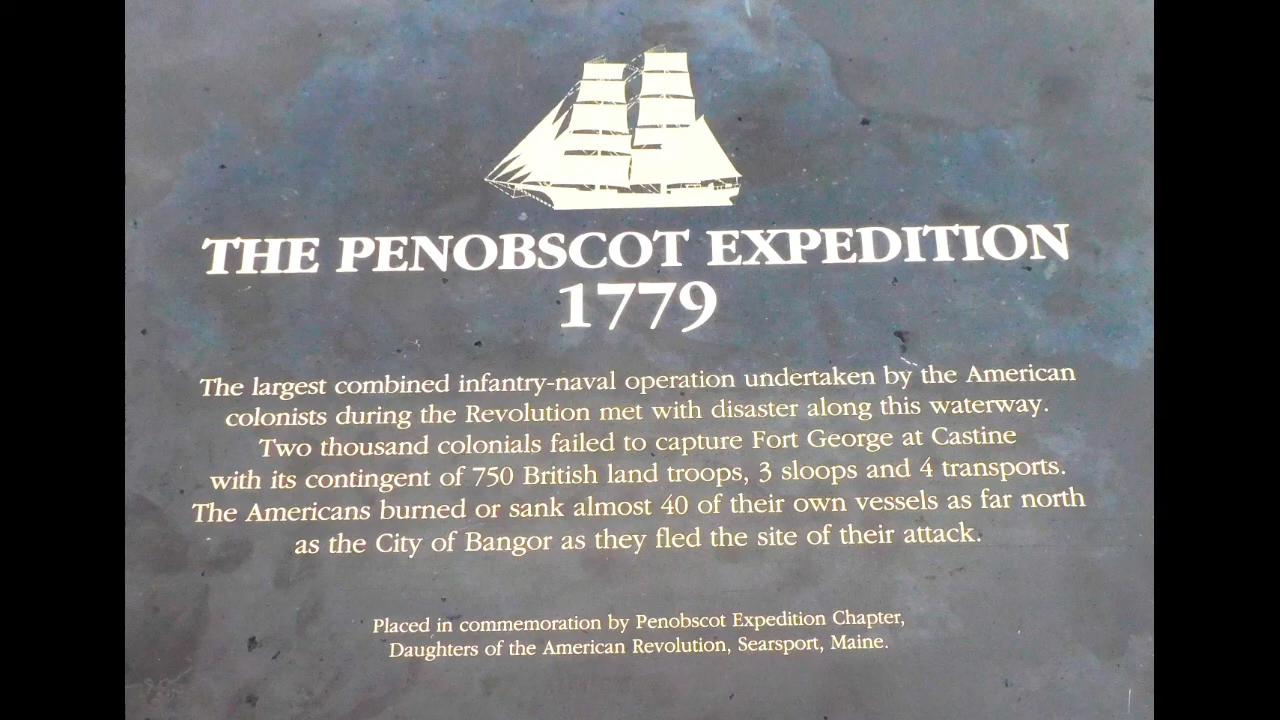 THE PENOBSCOT EXPEDITION
1779
The largest combined infantry-naval operation undertaken by the American
colonists during the Revolution met with disaster along this waterway.
Two thousand colonials failed to capture Fort George at Castine
with its contingent of 750 British land troops, 3 sloops and 4 transports.
The Americans burned or sank almost 40 of their own vessels as far north
as the City of Bangor as they fled the site of their attack.
Placed in commemoration by Penobscot Expedition Chapter,
Daughters of the American Revolution, Searsport, Maine.